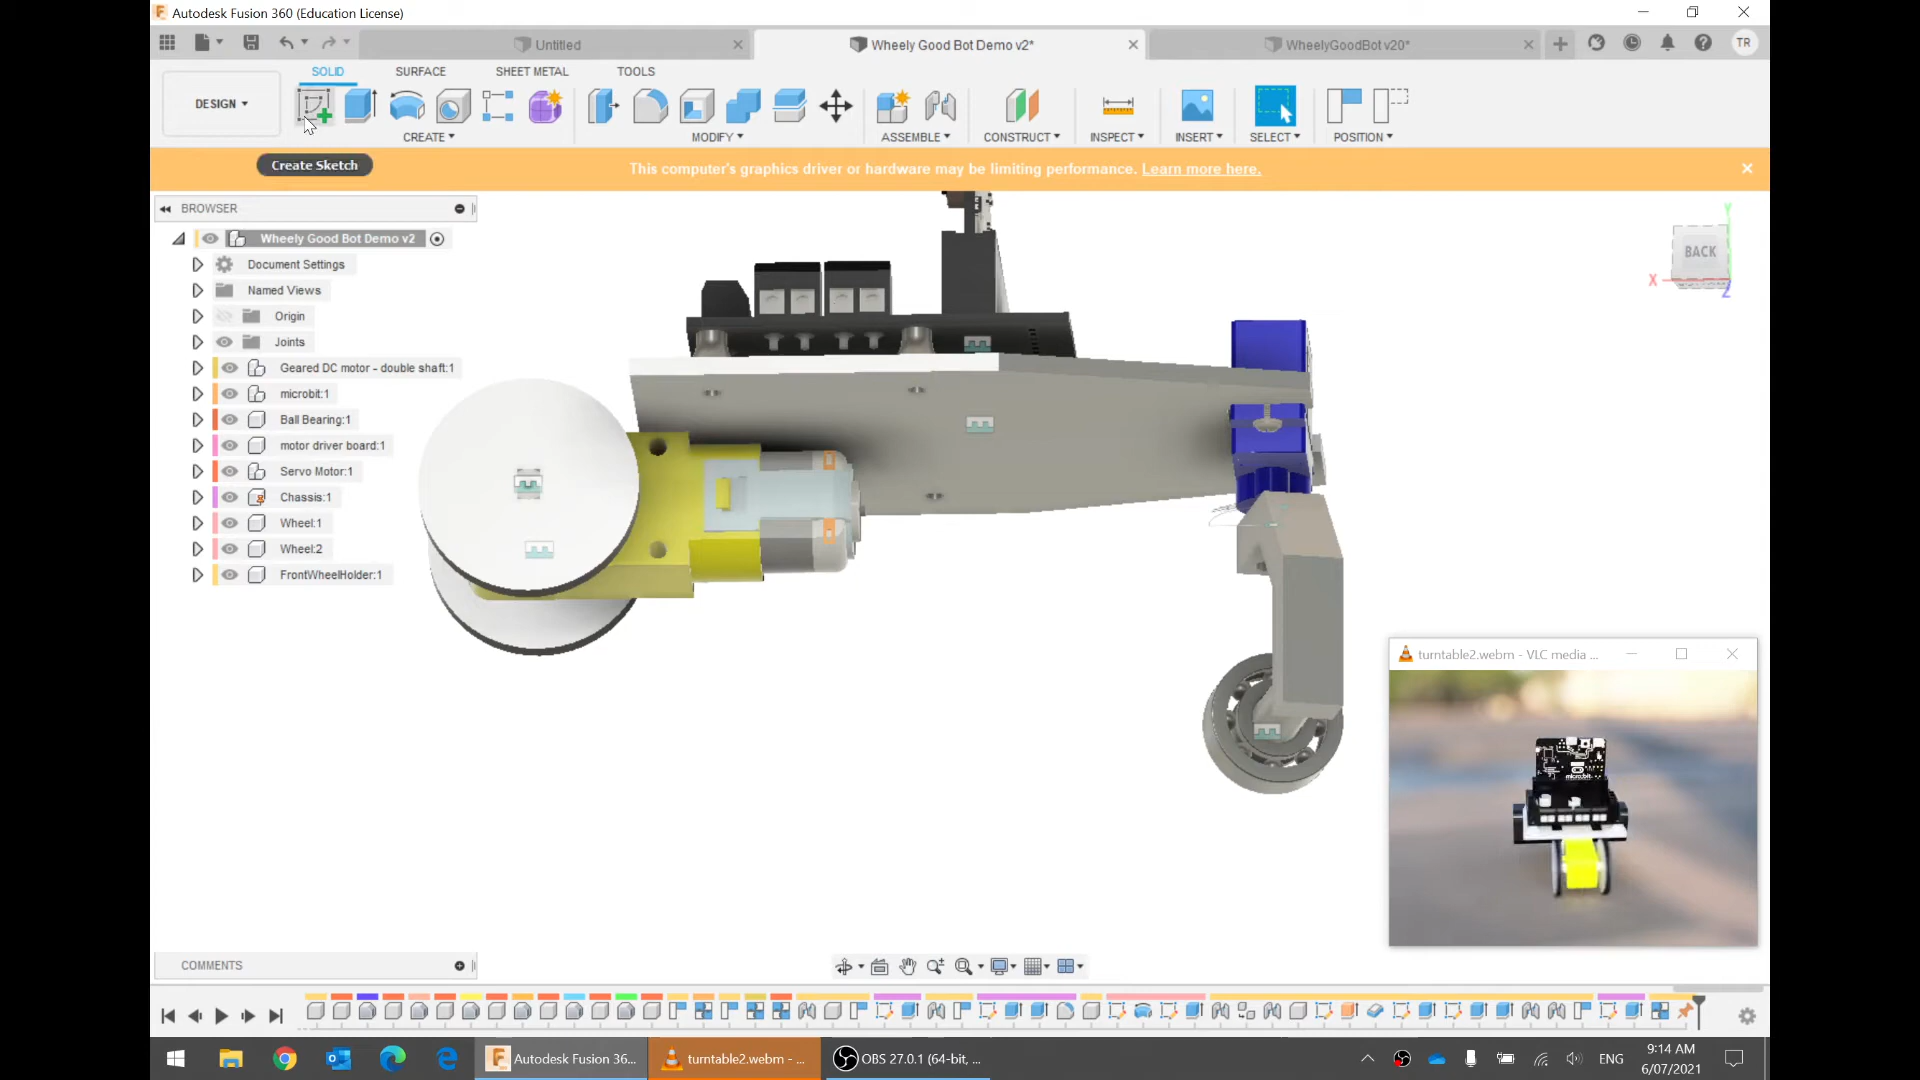 Autodesk Fusion 360 (Education License)
Untitled
Wheely Good Bot Demo v2*
WheelyGoodBot v20*
TR
SOLID
SURFACE
SHEET METAL
TOOLS
DESIGN
CREATE
MODIFY
ASSEMBLE
CONSTRUCT
INSPECT
INSERT
SELECT
POSITION
Create Sketch
This computer's graphics driver or hardware may be limiting performance. Learn more here.
BROWSER
Wheely Good Bot Demo v2
Document Settings
Named Views
Origin
Joints
Geared DC motor - double shaft:1
microbit:1
Ball Bearing:1
motor driver board:1
Servo Motor:1
Chassis:1
Wheel:1
Wheel:2
FrontWheelHolder:1
Y
BACK
X
Z
turntable2.webm - VLC media ...
micro:bit
COMMENTS
Autodesk Fusion 36...
turntable2.webm - ...
OBS 27.0.1 (64-bit, ...
ENG
9:14 AM
6/07/2021